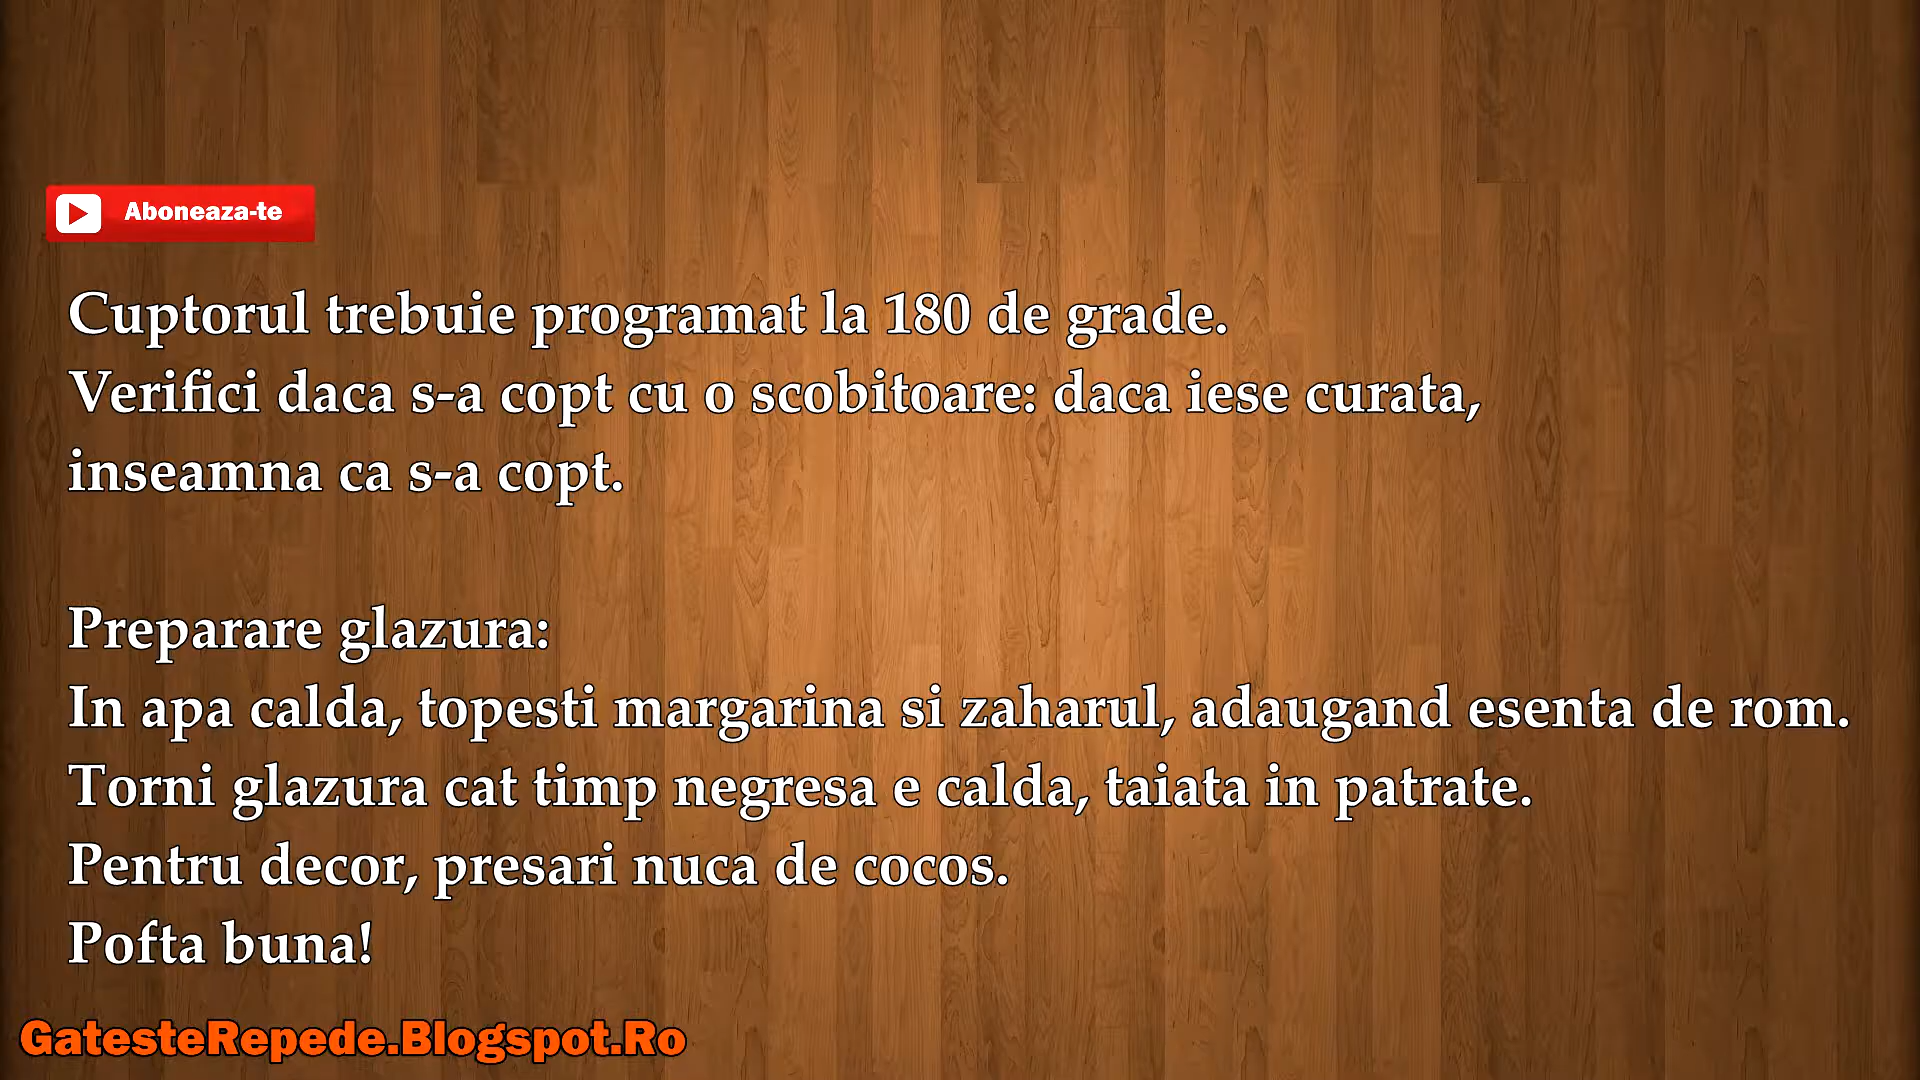 Aboneaza-te
Cuptorul trebuie programat la 180 de grade.
Verifici daca s-a copt cu o scobitoare: daca iese curata,
inseamna ca s-a copt.
Preparare glazura:
In apa calda, topesti margarina si zaharul, adaugand esenta de rom.
Torni glazura cat timp negresa e calda, taiata in patrate.
Pentru decor, presari nuca de cocos.
Pofta buna!
GatesteRepede.Blogspot.Ro